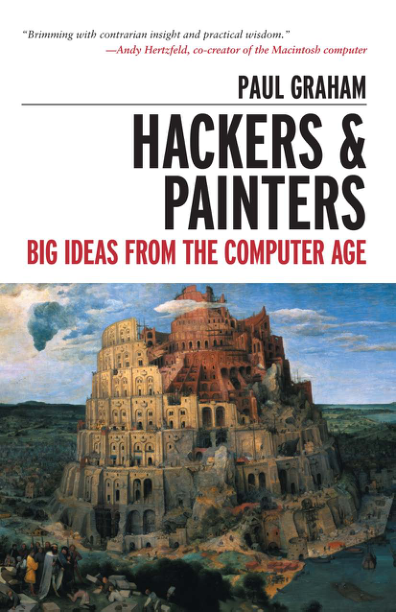 “Brimming with contrarian insight and practical wisdom.”
—Andy Hertzfeld, co-creator of the Macintosh computer
PAUL GRAHAM
HACKERS &
PAINTERS
BIG IDEAS FROM THE COMPUTER AGE